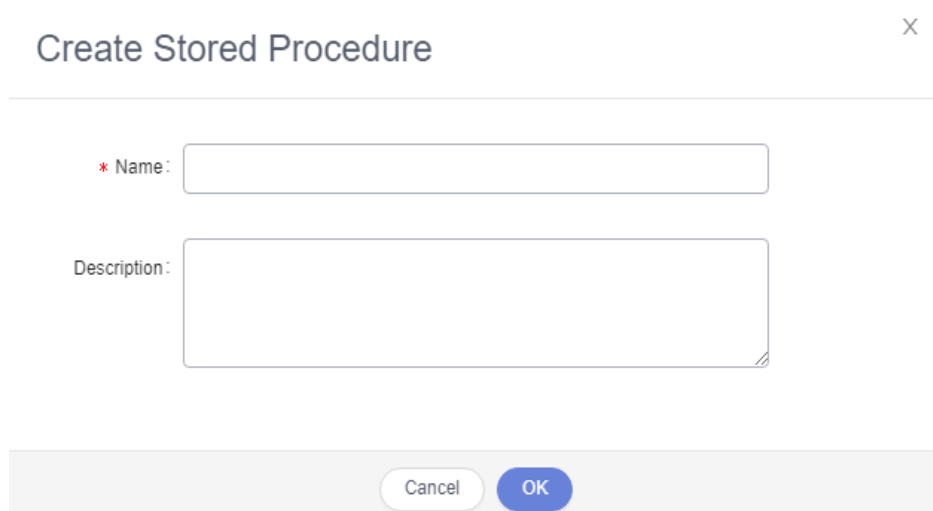 Create Stored Procedure
X
* Name:
Description:
Cancel
OK